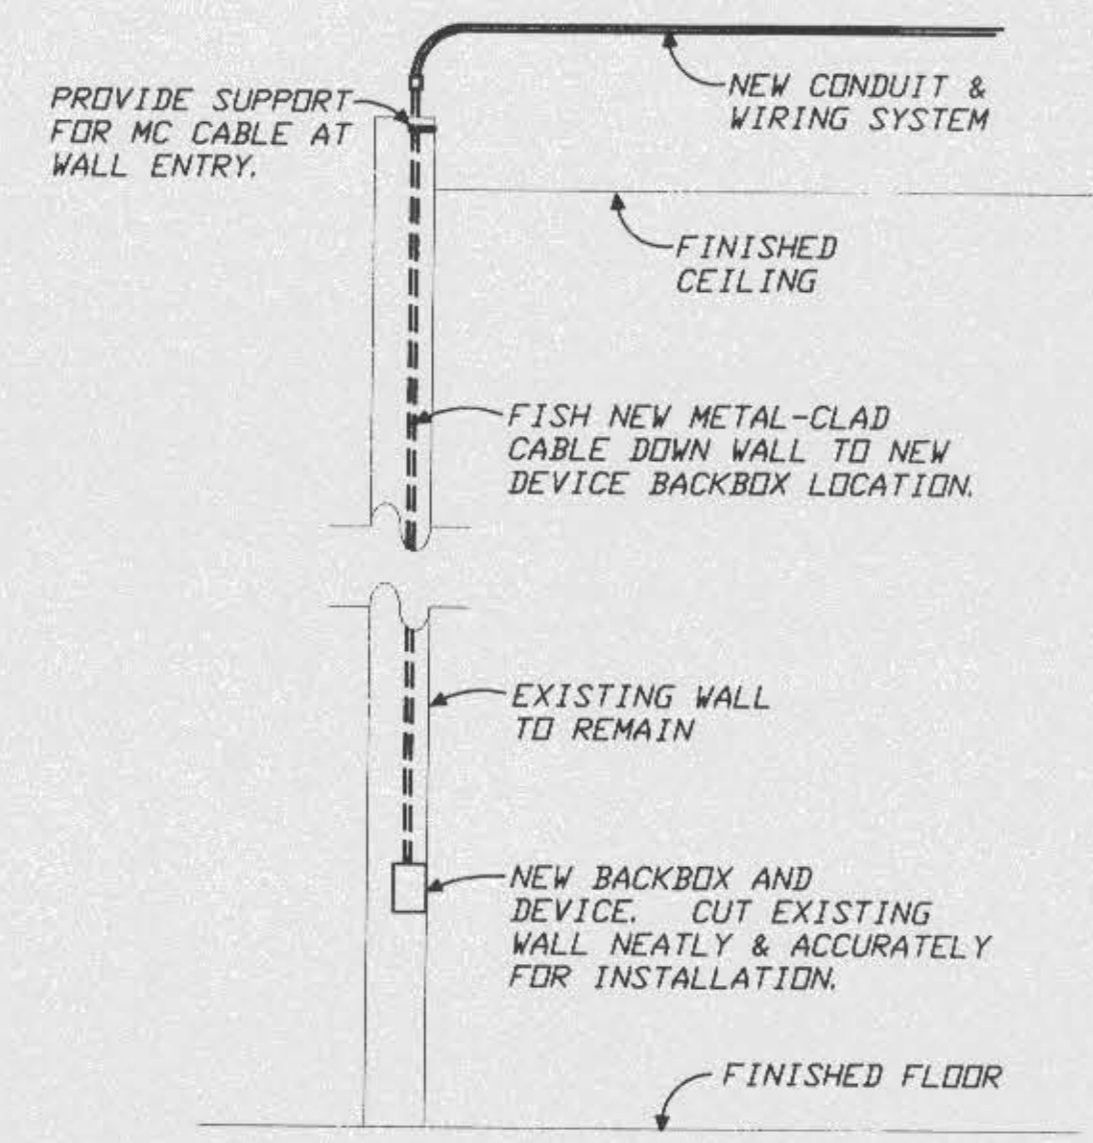 NEW CONDUIT &
WIRING SYSTEM
PROVIDE SUPPORT
FOR MC CABLE AT
WALL ENTRY.
FINISHED
CEILING
FISH NEW METAL-CLAD
CABLE DOWN WALL TO NEW
DEVICE BACKBOX LOCATION.
EXISTING WALL
TO REMAIN
NEW BACKBOX AND
DEVICE. CUT EXISTING
WALL NEATLY & ACCURATELY
FOR INSTALLATION.
FINISHED FLOOR